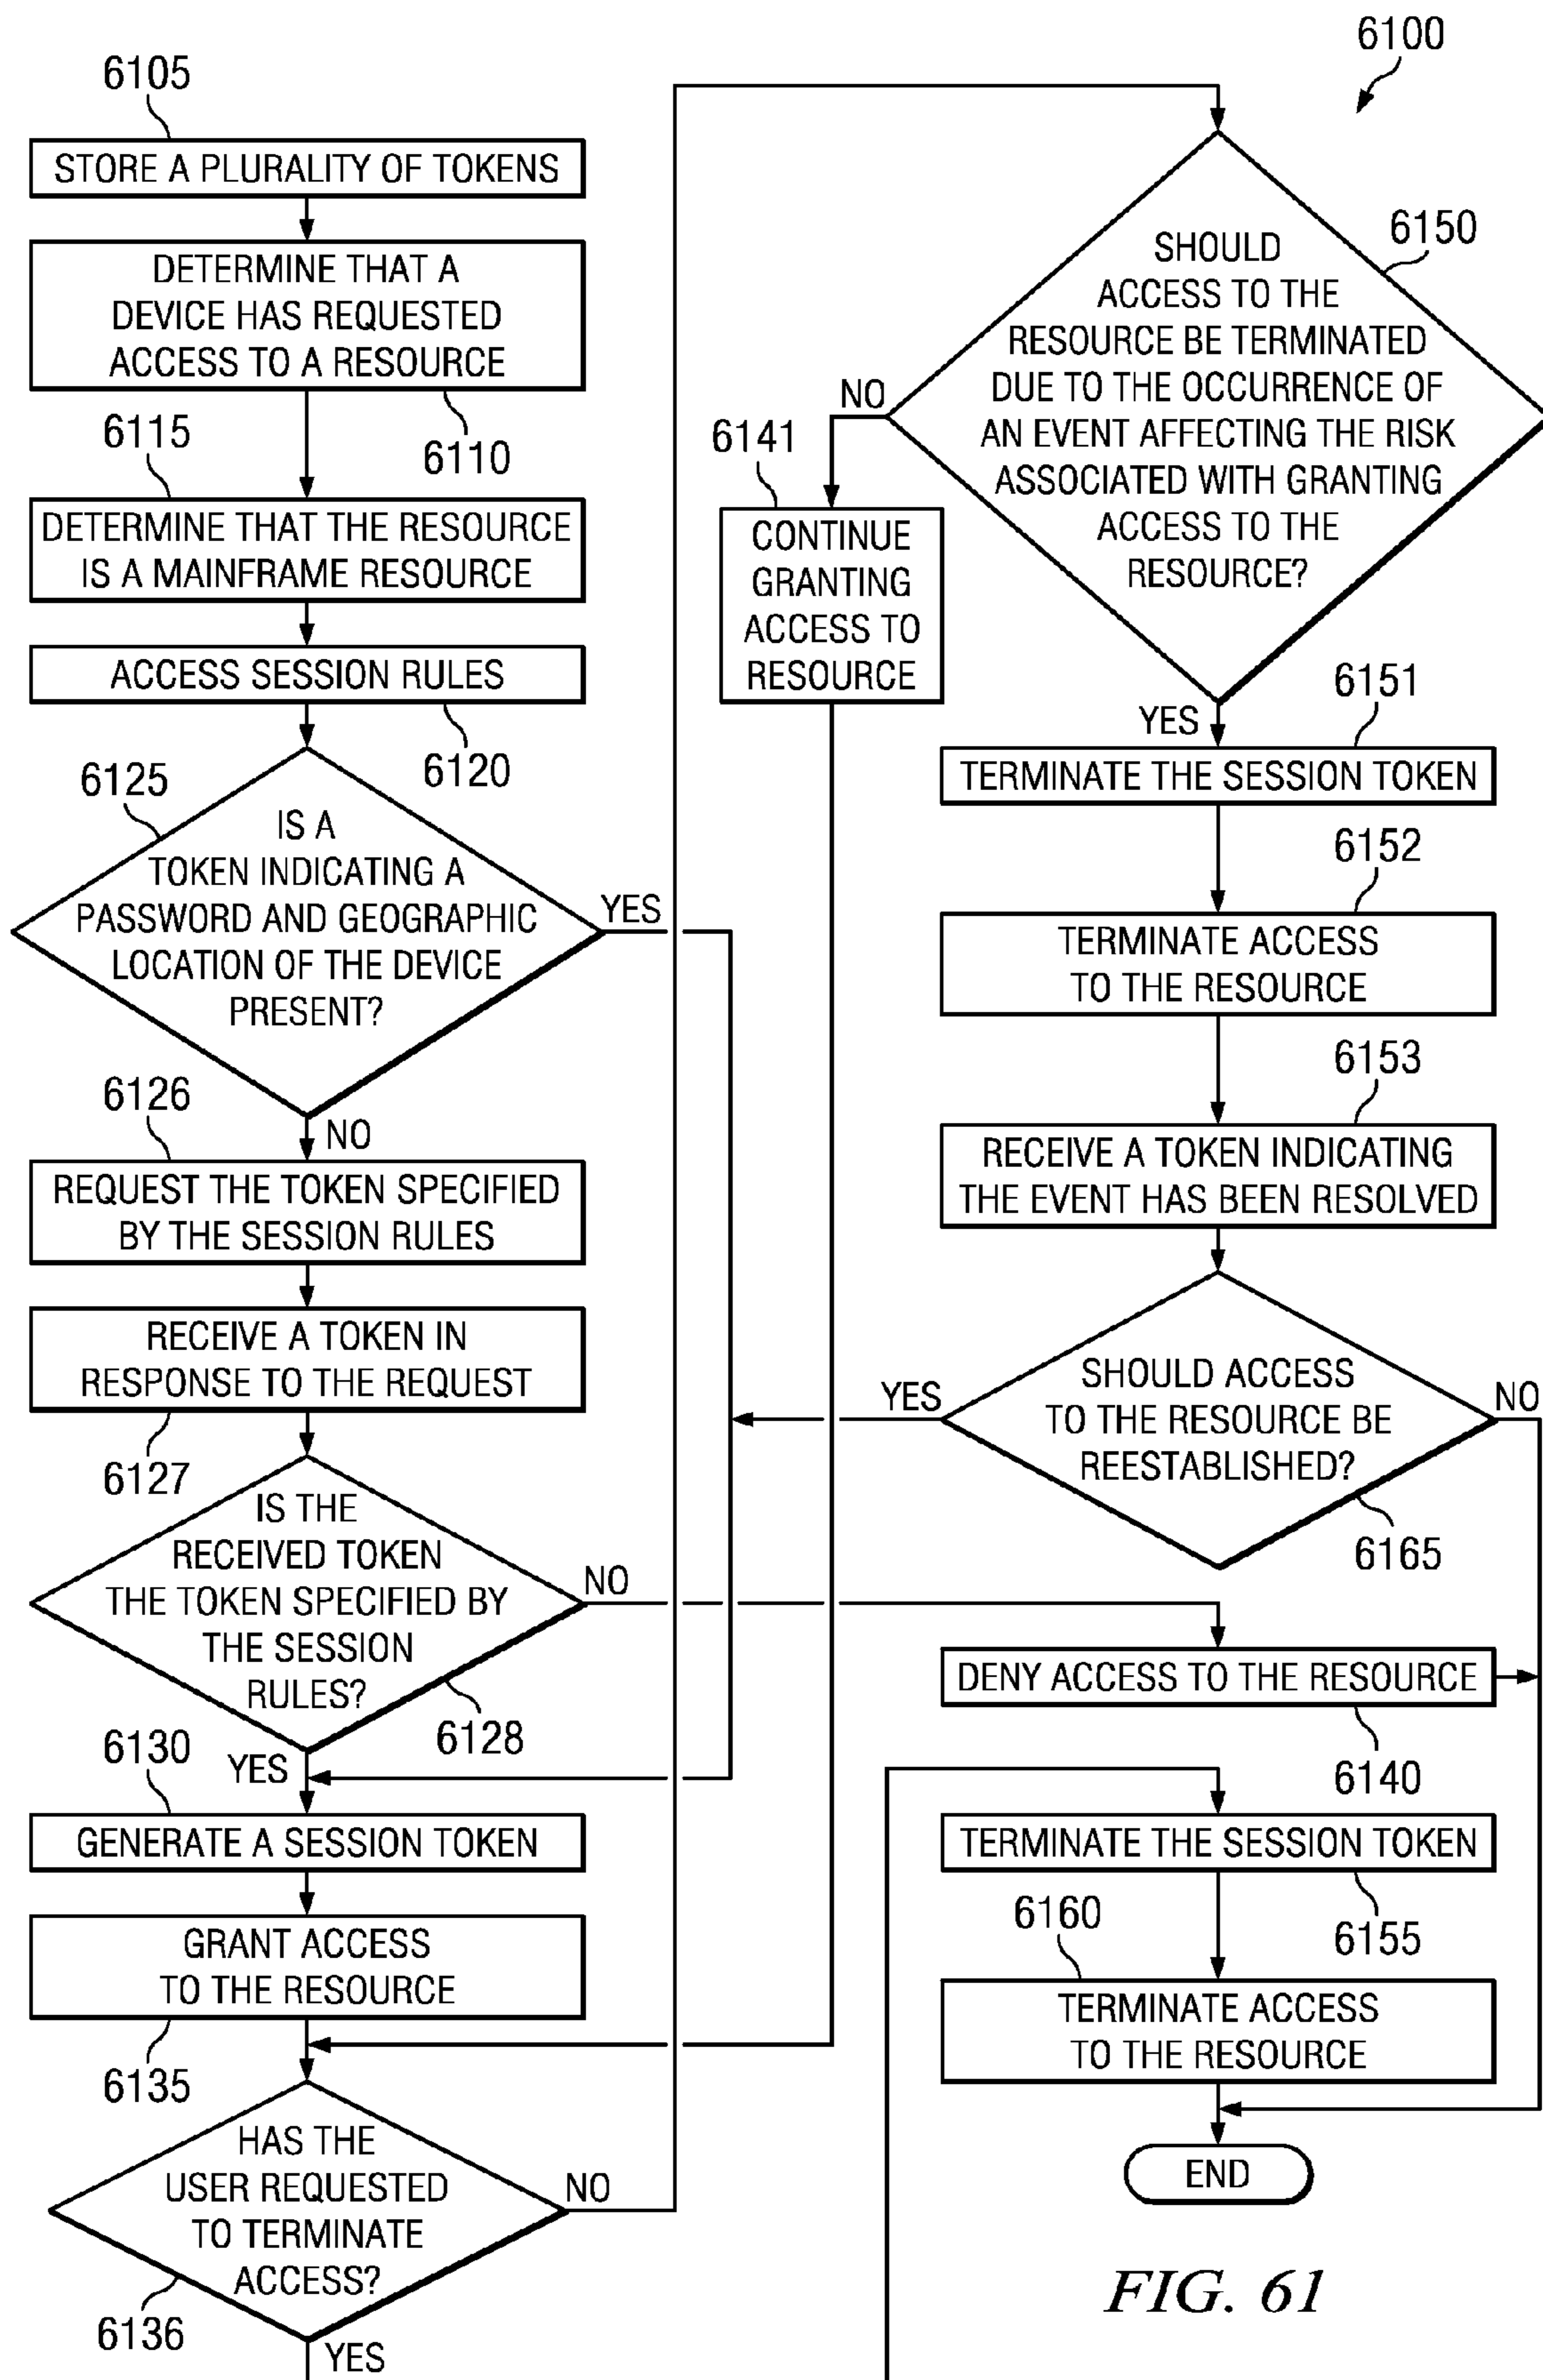 6100
6105
STORE A PLURALITY OF TOKENS
DETERMINE THAT A
DEVICE HAS REQUESTED
ACCESS TO A RESOURCE
6110
6115
DETERMINE THAT THE RESOURCE
IS A MAINFRAME RESOURCE
ACCESS SESSION RULES
6120
6125
IS A
TOKEN INDICATING A
PASSWORD AND GEOGRAPHIC
LOCATION OF THE DEVICE
PRESENT?
YES
NO
6126
REQUEST THE TOKEN SPECIFIED
BY THE SESSION RULES
RECEIVE A TOKEN IN
RESPONSE TO THE REQUEST
6127
IS THE
RECEIVED TOKEN
THE TOKEN SPECIFIED BY
THE SESSION
RULES?
NO
6128
YES
6130
GENERATE A SESSION TOKEN
GRANT ACCESS
TO THE RESOURCE
6135
HAS THE
USER REQUESTED
TO TERMINATE
ACCESS?
NO
6136
YES
6141
CONTINUE
GRANTING
ACCESS TO
RESOURCE
6150
SHOULD
ACCESS TO THE
RESOURCE BE TERMINATED
DUE TO THE OCCURRENCE OF
AN EVENT AFFECTING THE RISK
ASSOCIATED WITH GRANTING
ACCESS TO THE
RESOURCE?
NO
YES
6151
TERMINATE THE SESSION TOKEN
6152
TERMINATE ACCESS
TO THE RESOURCE
6153
RECEIVE A TOKEN INDICATING
THE EVENT HAS BEEN RESOLVED
SHOULD ACCESS
TO THE RESOURCE BE
REESTABLISHED?
YES
NO
6165
DENY ACCESS TO THE RESOURCE
6140
TERMINATE THE SESSION TOKEN
6155
6160
TERMINATE ACCESS
TO THE RESOURCE
END
FIG. 61